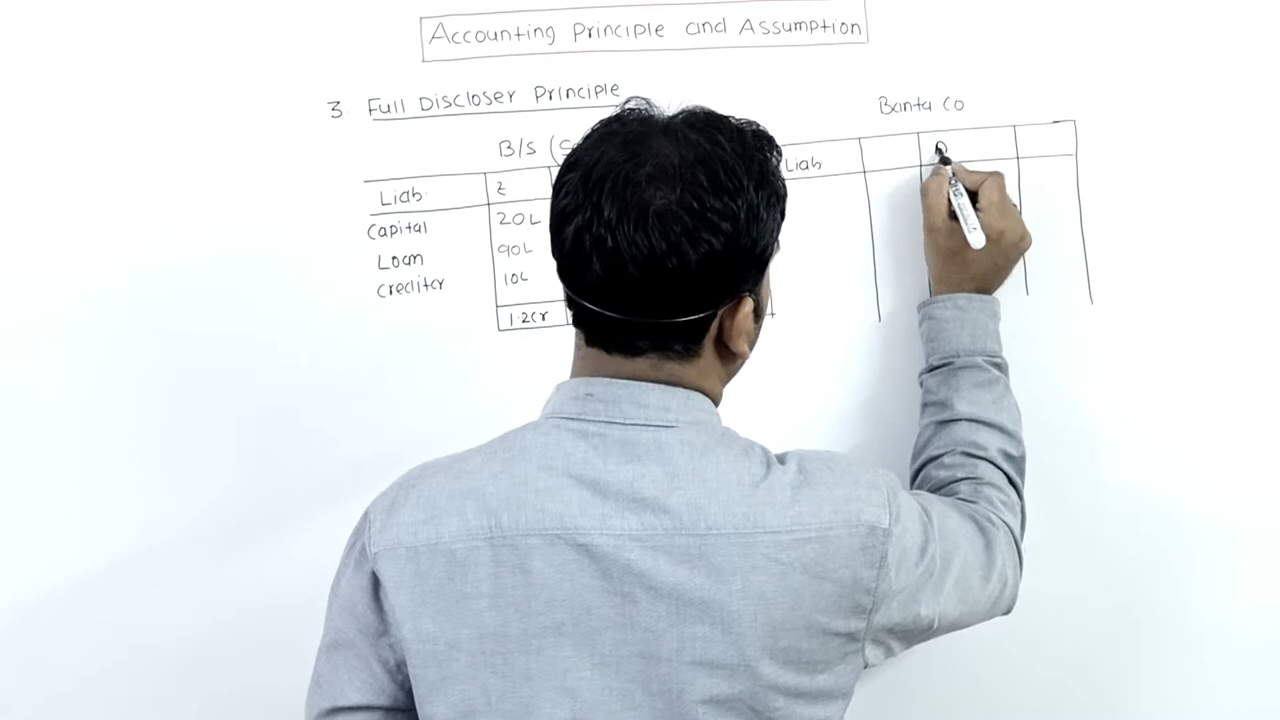 Accounting Principle and Assumption
3 Full Discloser Principle
Banta CO
B/S (
Liab. ₹
Liab
Capital 20L
Loan 90L
Creditor 10L
1.2Cr